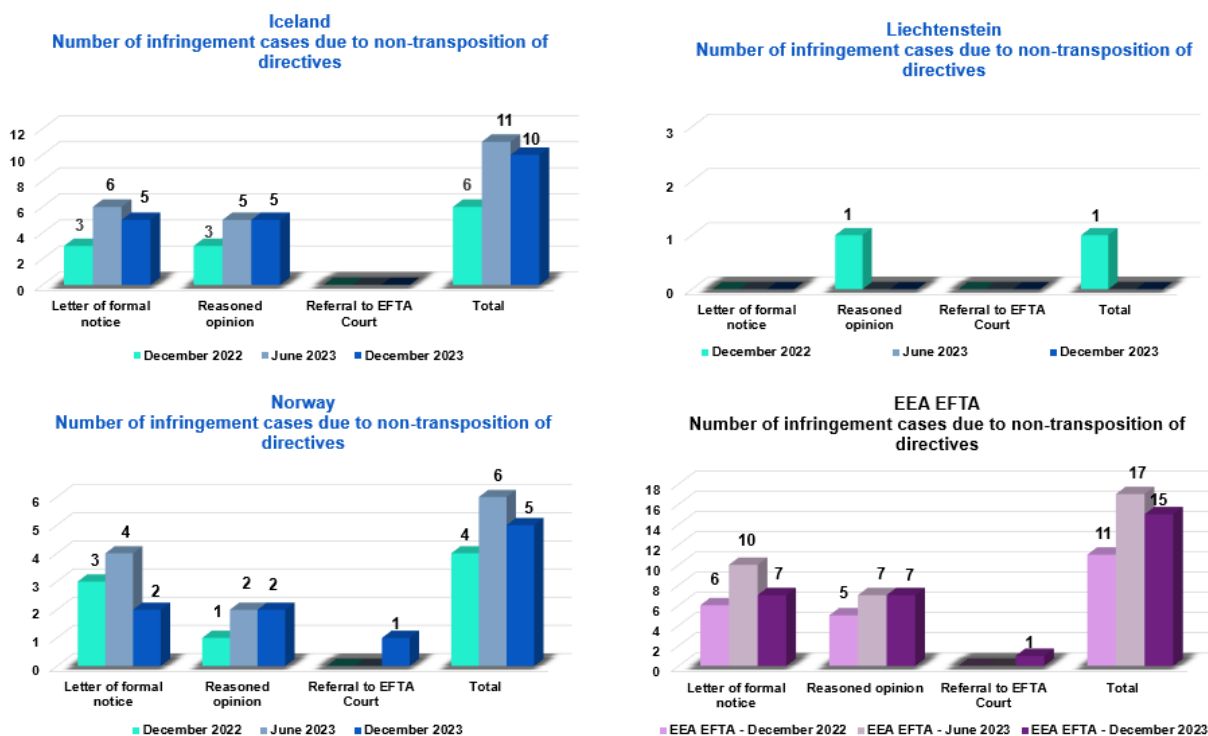 Iceland
Number of infringement cases due to non-transposition of
directives
12
10
8
6
4
2
0
3
6
5
3
5
5
6
11
10
Letter of formal
notice
Reasoned
opinion
Referral to EFTA
Court
Total
December 2022
June 2023
December 2023
Liechtenstein
Number of infringement cases due to non-transposition of
directives
3
2
1
0
1
1
Letter of formal
notice
Reasoned
opinion
Referral to EFTA
Court
Total
December 2022
June 2023
December 2023
Norway
Number of infringement cases due to non-transposition of
directives
6
5
4
3
2
1
0
3
4
2
1
2
2
1
4
6
5
Letter of formal
notice
Reasoned
opinion
Referral to EFTA
Court
Total
December 2022
June 2023
December 2023
EEA EFTA
Number of infringement cases due to non-transposition of
directives
18
16
14
12
10
8
6
4
2
0
6
10
7
5
7
7
1
11
17
15
Letter of formal
notice
Reasoned opinion
Referral to EFTA
Court
Total
EEA EFTA - December 2022
EEA EFTA - June 2023
EEA EFTA - December 2023